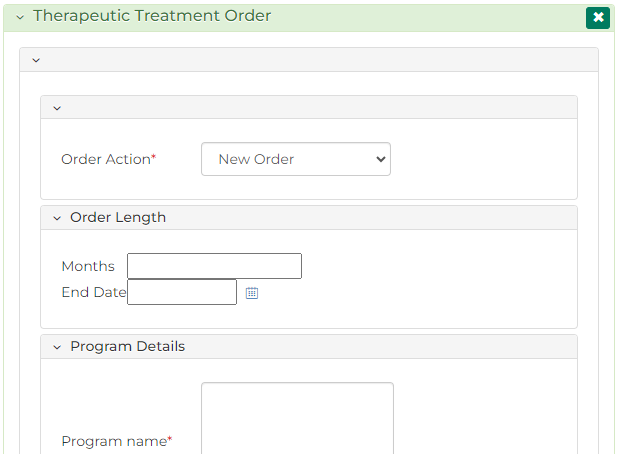 Therapeutic Treatment Order
Order Action* New Order
Order Length
Months
End Date
Program Details
Program name*